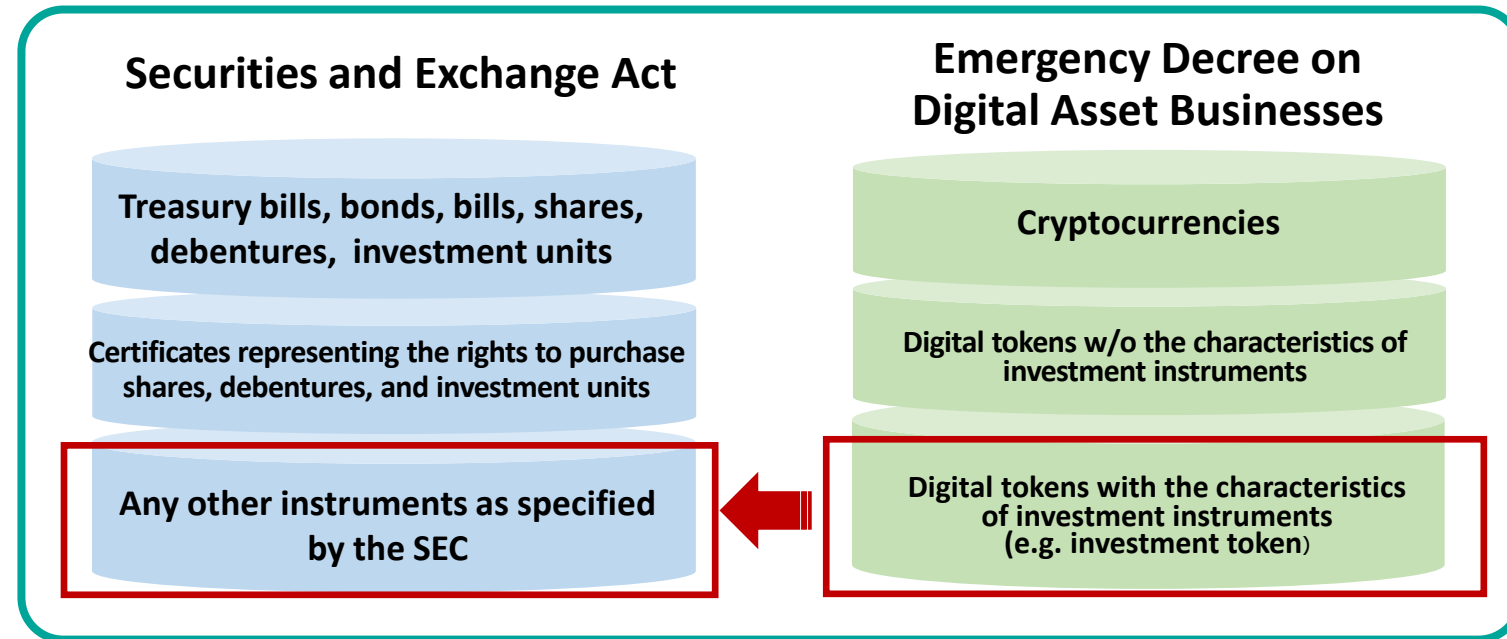 Securities and Exchange Act
Treasury bills, bonds, bills, shares,
debentures, investment units
Certificates representing the rights to purchase
shares, debentures, and investment units
Any other instruments as specified
by the SEC
Emergency Decree on
Digital Asset Businesses
Cryptocurrencies
Digital tokens w/o the characteristics of
investment instruments
Digital tokens with the characteristics
of investment instruments
(e.g. investment token)